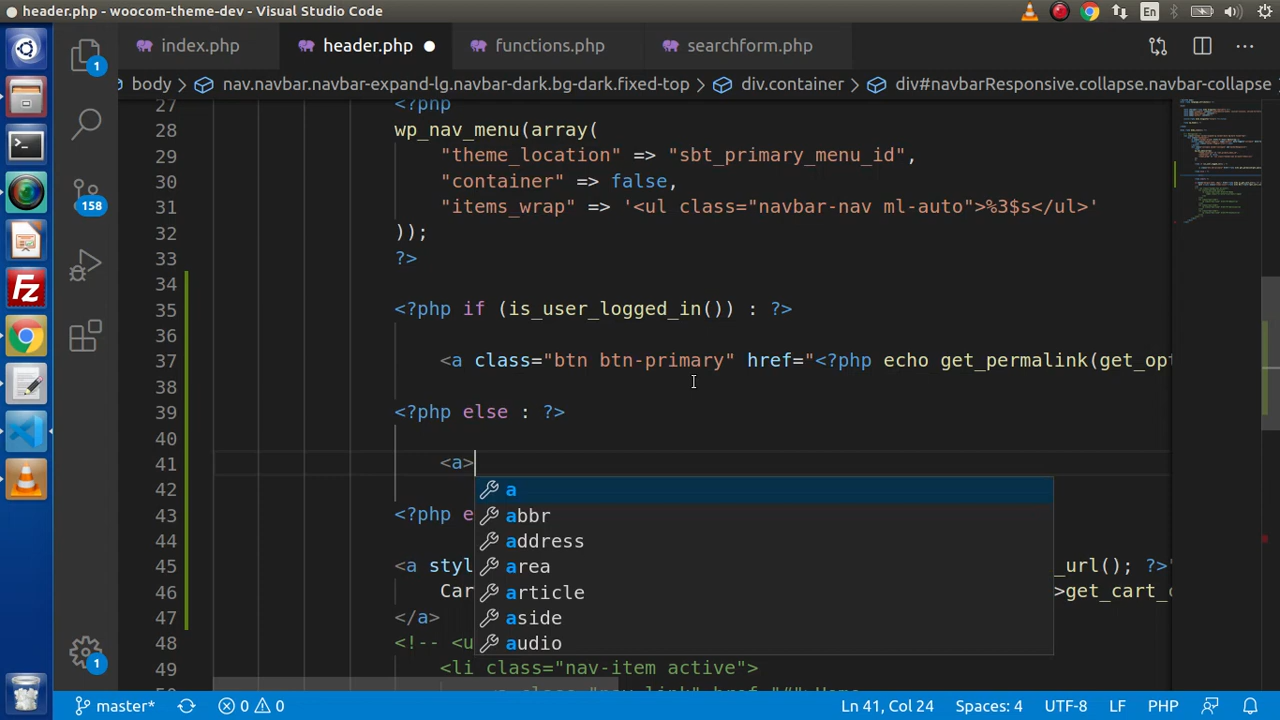 header.php - woocom-theme-dev - Visual Studio Code
En
index.php
header.php
functions.php
searchform.php
body
nav.navbar.navbar-expand-lg.navbar-dark.bg-dark.fixed-top
div.container
div#navbarResponsive.collapse.navbar-collapse
27 <?php
28 wp_nav_menu(array(
29 "theme_location" => "sbt_primary_menu_id",
30 "container" => false,
31 "items_wrap" => '<ul class="navbar-nav ml-auto">%3$s</ul>'
32 ));
33 ?>
34
35 <?php if (is_user_logged_in()) : ?>
36
37 <a class="btn btn-primary" href="<?php echo get_permalink(get_opt
38
39 <?php else : ?>
40
41 <a>
42
43 <?php e
44
45 <a styl _url(); ?>"
46 Car >get_cart_c
47 </a>
48 <!-- <u
49 <li class="nav-item active">
a
abbr
address
area
article
aside
audio
1
158
1
master*
0 0
Ln 41, Col 24
Spaces: 4
UTF-8
LF
PHP